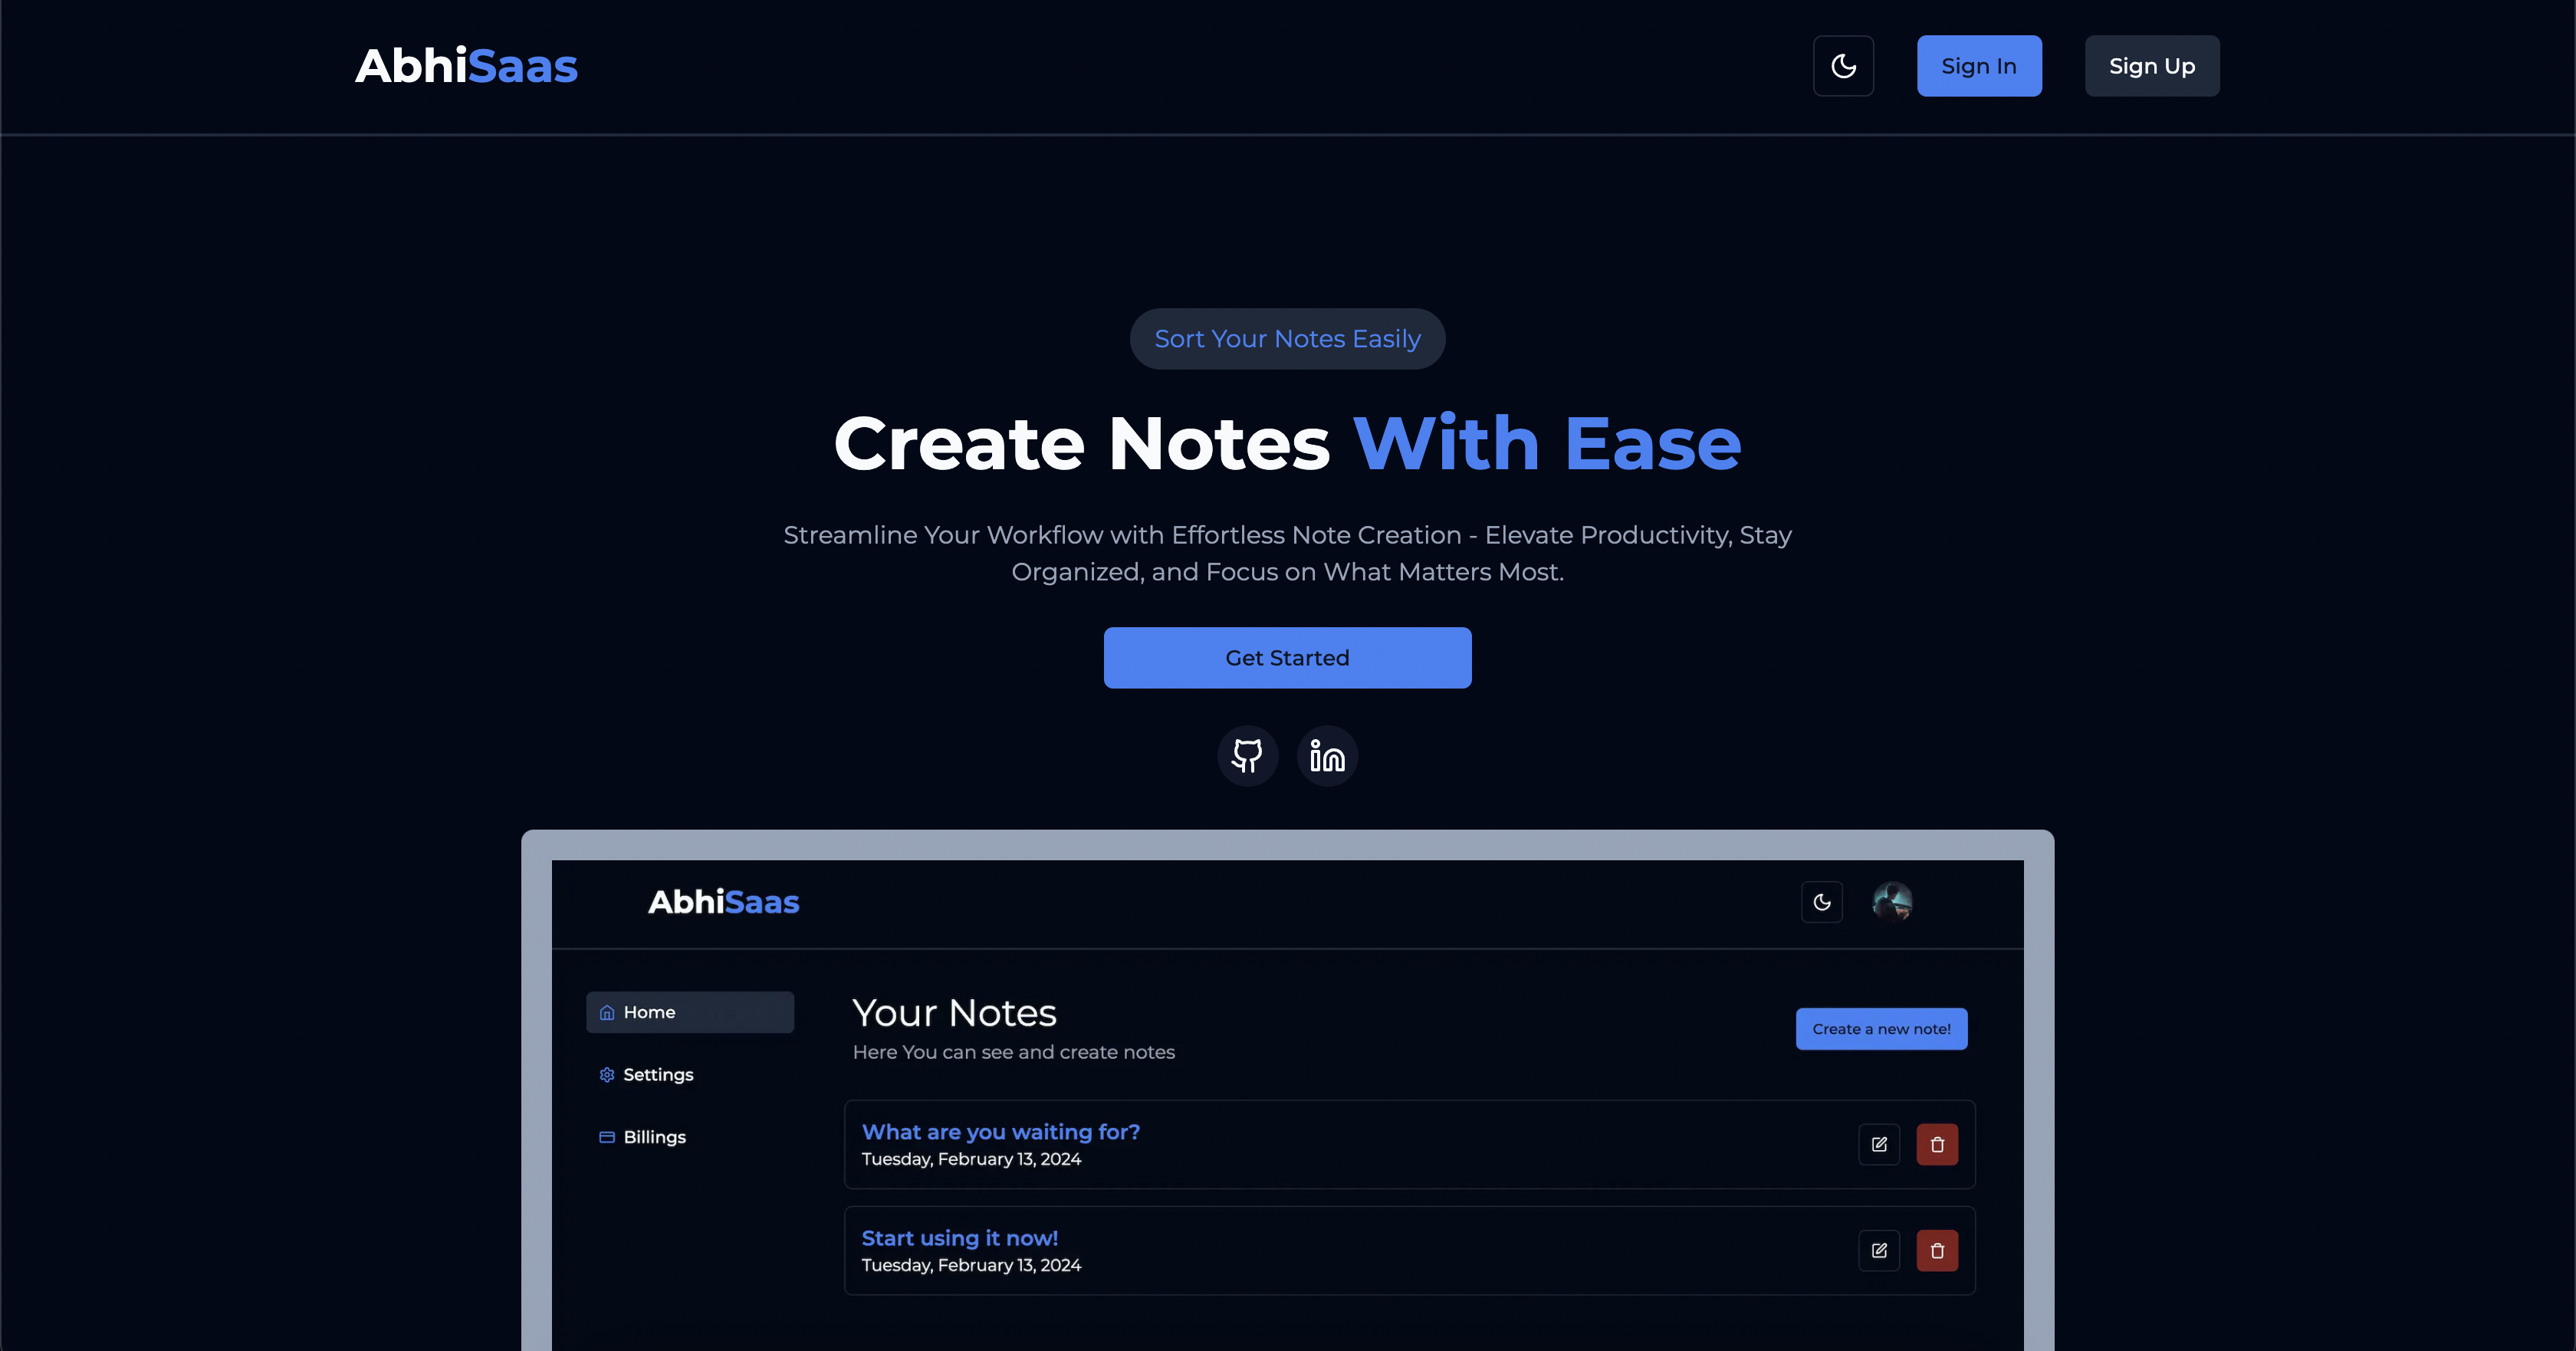 AbhiSaas
Sign In
Sign Up
Sort Your Notes Easily
Create Notes With Ease
Streamline Your Workflow with Effortless Note Creation - Elevate Productivity, Stay
Organized, and Focus on What Matters Most.
Get Started
in
AbhiSaas
Home
Settings
Billings
Your Notes
Here You can see and create notes
Create a new note!
What are you waiting for?
Tuesday, February 13, 2024
Start using it now!
Tuesday, February 13, 2024